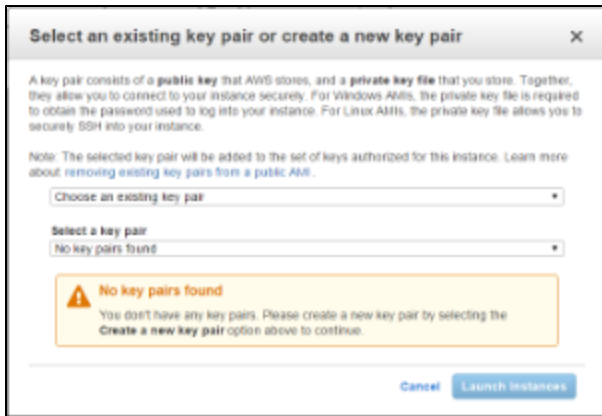 Select an existing key pair or create a new key pair
×
A key pair consists of a public key that AWS stores, and a private key file that you store. Together,
they allow you to connect to your instance securely. For Windows AMIs, the private key file is required
to obtain the password used to log into your instance. For Linux AMIs, the private key file allows you to
securely SSH into your instance.
Note: The selected key pair will be added to the set of keys authorized for this instance. Learn more
about removing existing key pairs from a public AMI.
Choose an existing key pair
Select a key pair
No key pairs found
No key pairs found
You don't have any key pairs. Please create a new key pair by selecting the
Create a new key pair option above to continue.
Cancel Launch Instances